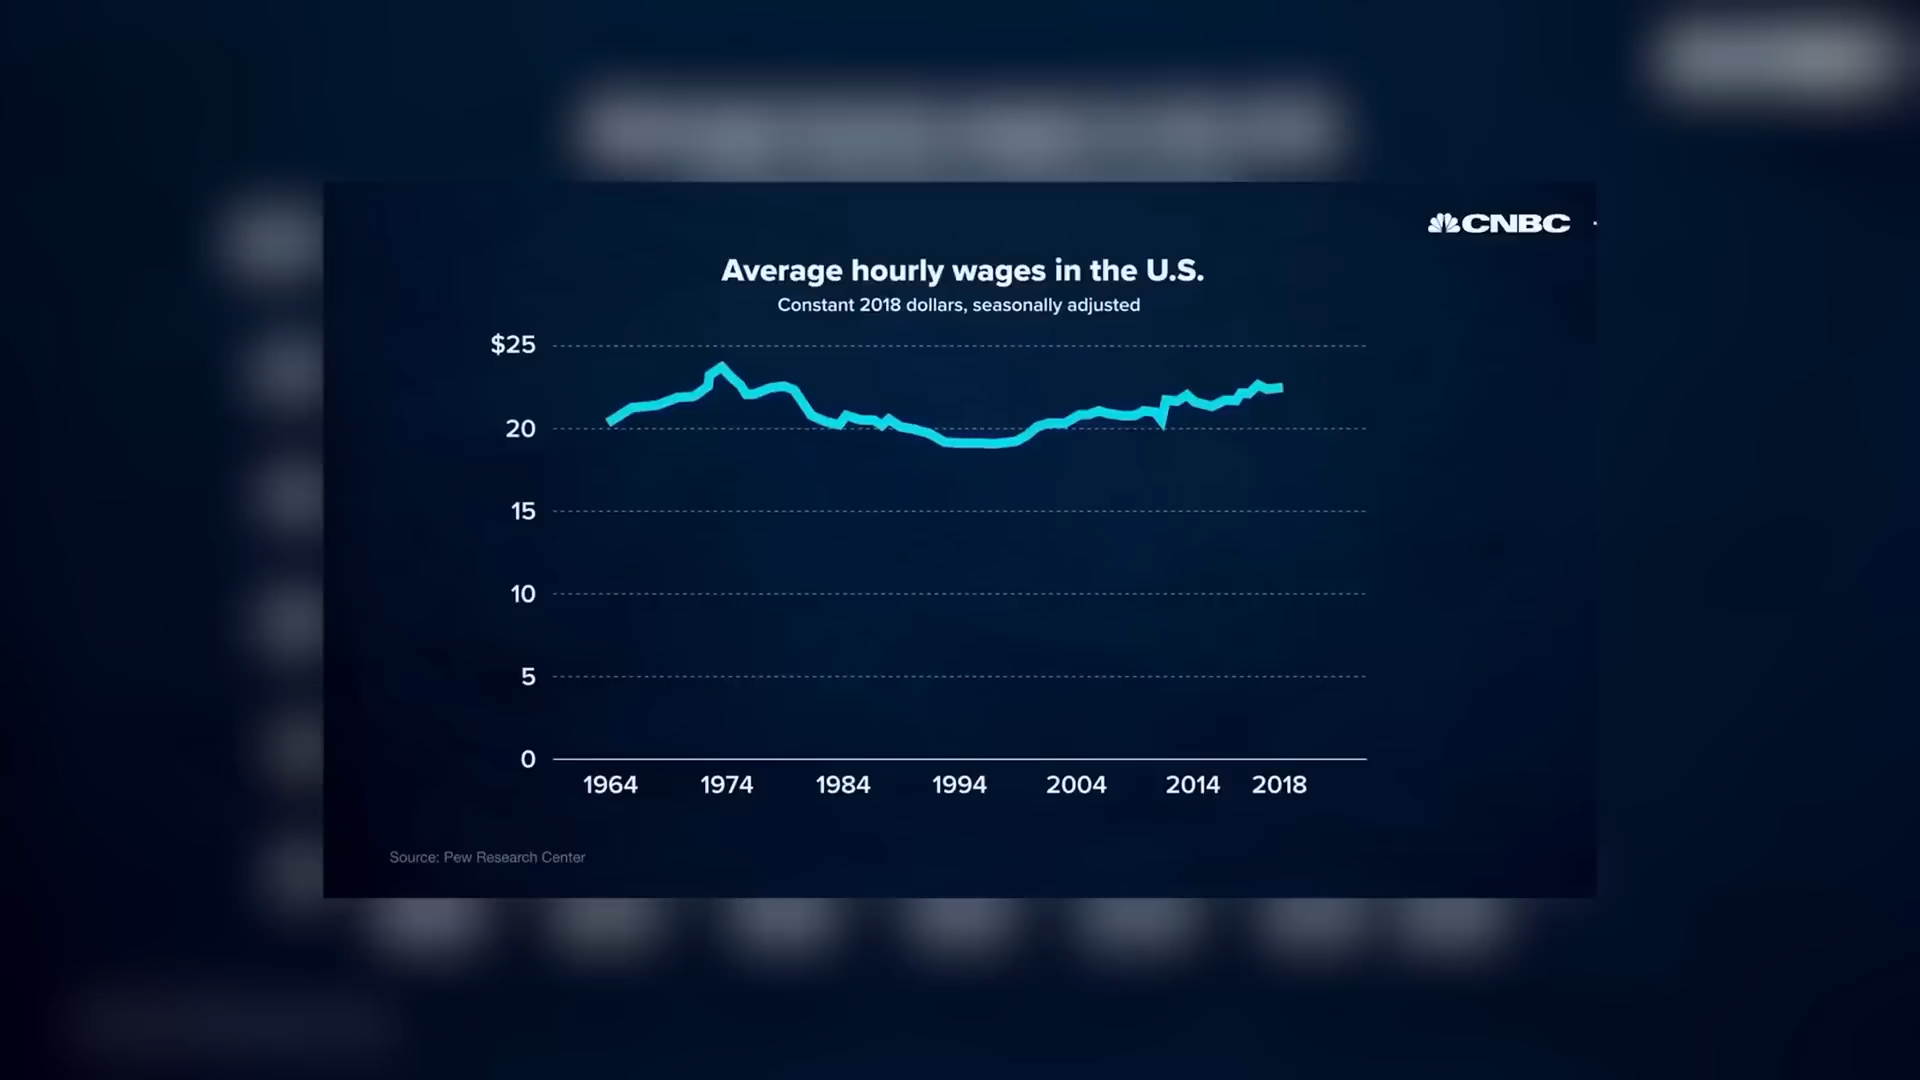 CNBC
Average hourly wages in the U.S.
Constant 2018 dollars, seasonally adjusted
$25
20
15
10
5
0
1964 1974 1984 1994 2004 2014 2018
Source: Pew Research Center